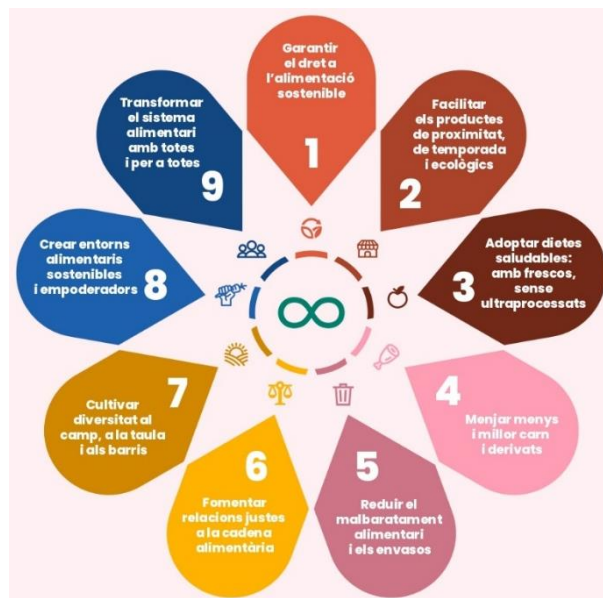 Garantir
el dret a
l'alimentació
sostenible
1
Facilitar
els productes
de proximitat,
de temporada
i ecològics
2
Adoptar dietes
saludables:
amb frescos,
sense
ultraprocessats
3
4
Menjar menys
i millor carn
i derivats
5
Reduir el
malbaratament
alimentari
i els envasos
6
Fomentar
relacions justes
a la cadena
alimentària
7
Cultivar
diversitat al
camp, a la taula
i als barris
Crear entorns
alimentaris
sostenibles
i empoderadors
8
Transformar
el sistema
alimentari
amb totes
i per a totes
9